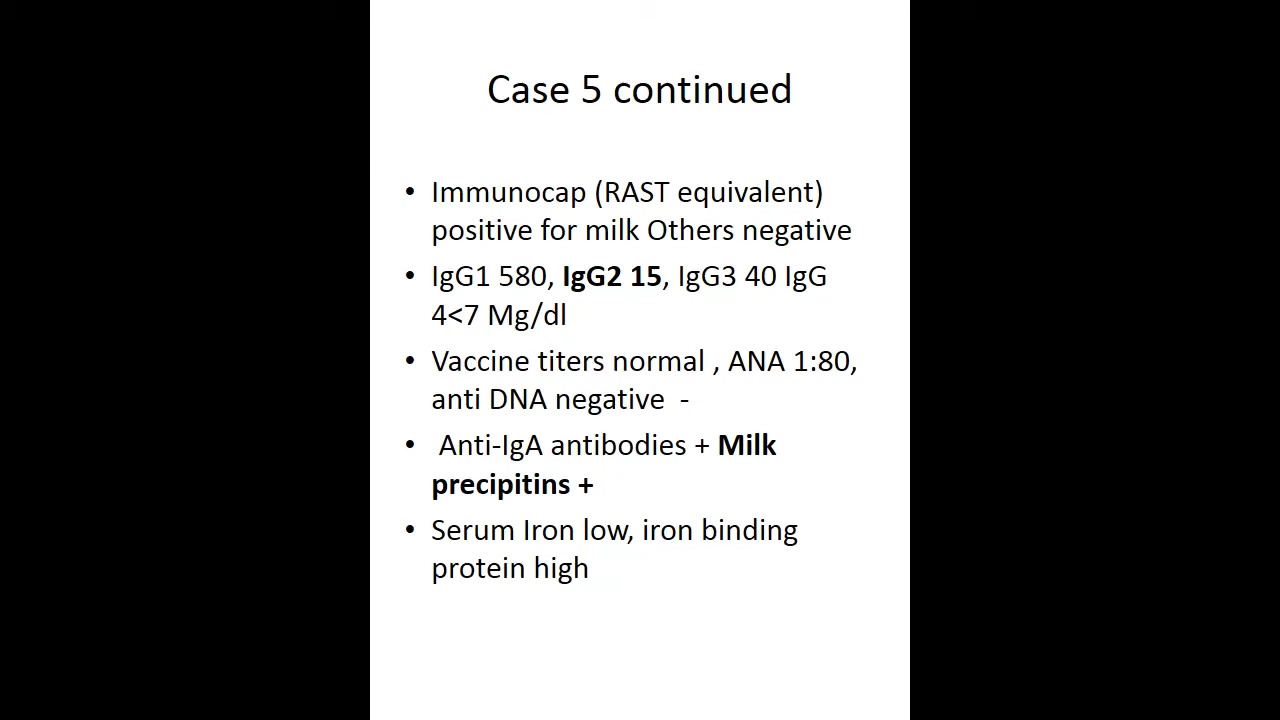 Case 5 continued
• Immunocap (RAST equivalent)
positive for milk Others negative
• IgG1 580, IgG2 15, IgG3 40 IgG
4<7 Mg/dl
• Vaccine titers normal , ANA 1:80,
anti DNA negative -
• Anti-IgA antibodies + Milk
precipitins +
• Serum Iron low, iron binding
protein high